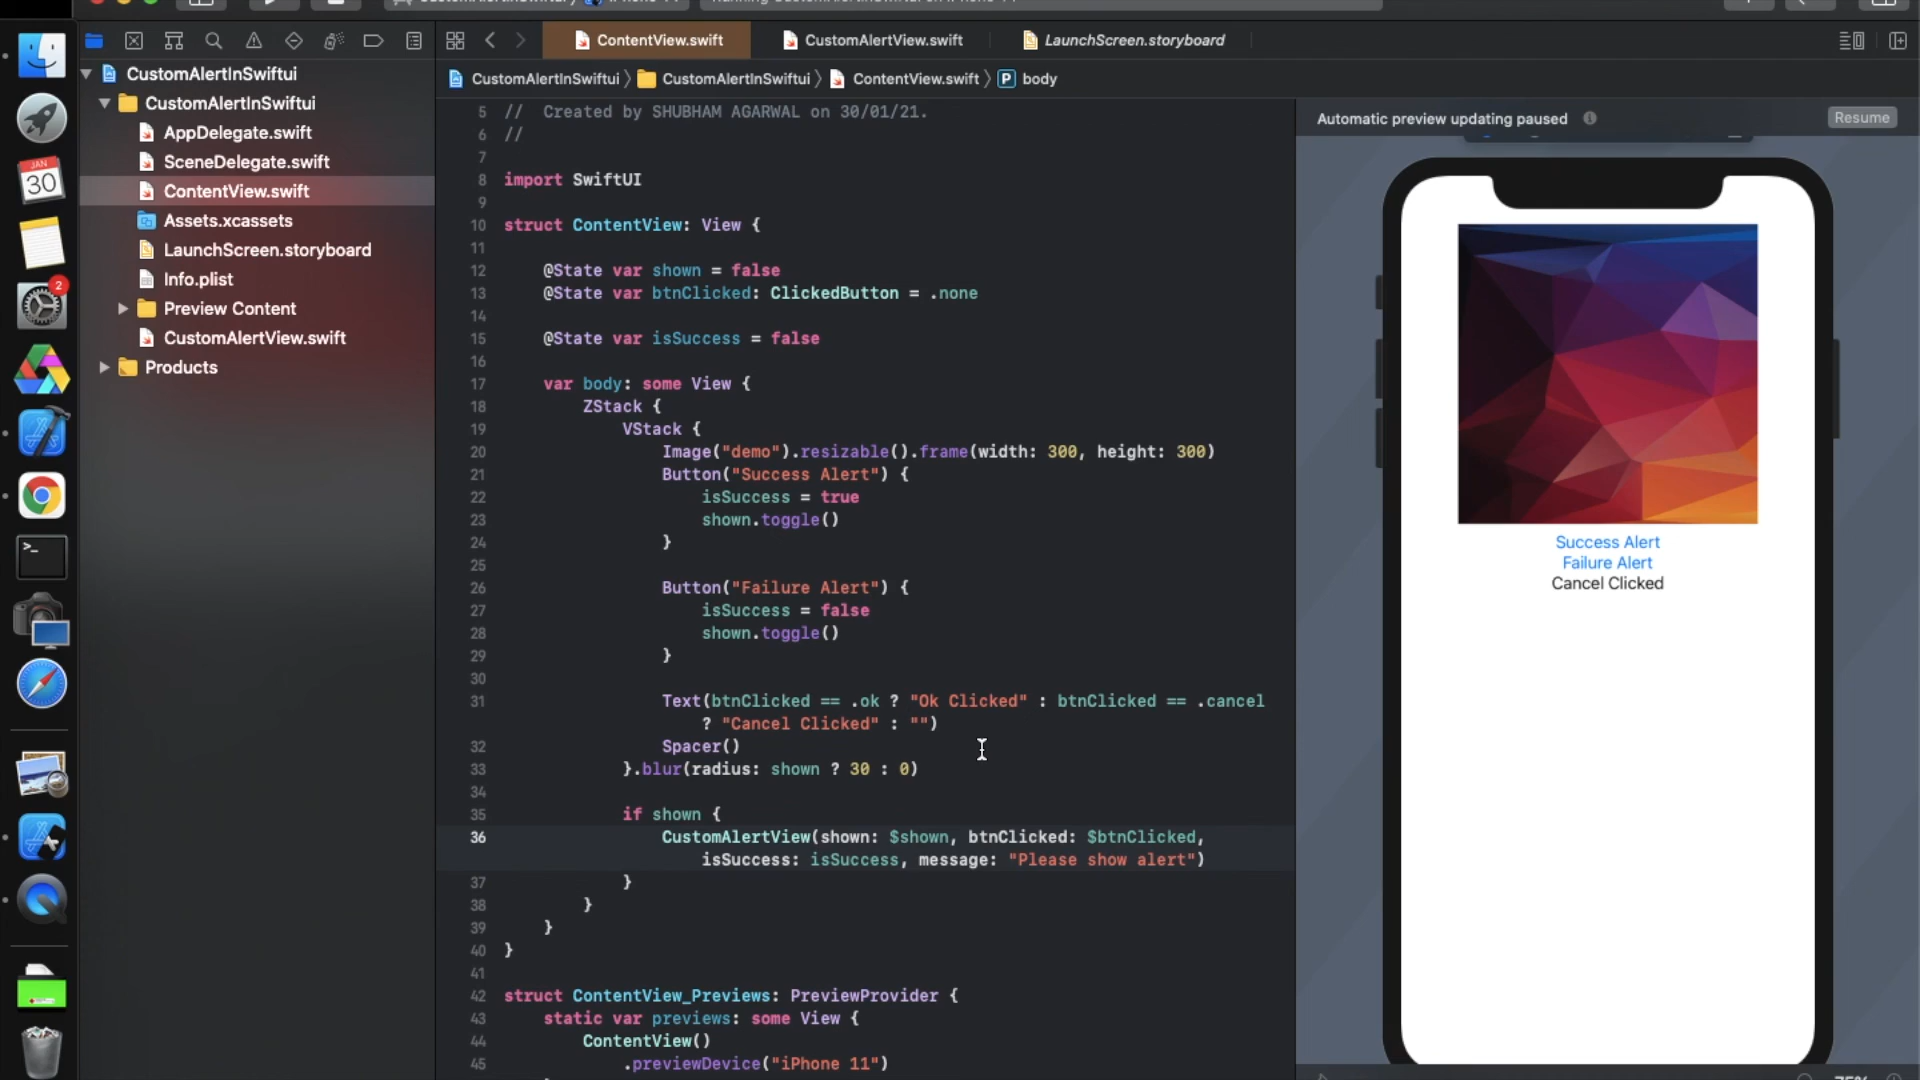 ContentView.swift
CustomAlertView.swift
LaunchScreen.storyboard
CustomAlertInSwiftui
CustomAlertInSwiftui
AppDelegate.swift
SceneDelegate.swift
ContentView.swift
Assets.xcassets
LaunchScreen.storyboard
Info.plist
Preview Content
CustomAlertView.swift
Products
JAN
30
2
CustomAlertInSwiftui 〉 CustomAlertInSwiftui 〉 ContentView.swift 〉 P body
5 //  Created by SHUBHAM AGARWAL on 30/01/21.
6 //
7
8 import SwiftUI
9
10 struct ContentView: View {
11
12 @State var shown = false
13 @State var btnClicked: ClickedButton = .none
14
15 @State var isSuccess = false
16
17 var body: some View {
18 ZStack {
19 VStack {
20 Image("demo").resizable().frame(width: 300, height: 300)
21 Button("Success Alert") {
22 isSuccess = true
23 shown.toggle()
24 }
25
26 Button("Failure Alert") {
27 isSuccess = false
28 shown.toggle()
29 }
30
31 Text(btnClicked == .ok ? "Ok Clicked" : btnClicked == .cancel
? "Cancel Clicked" : "")
32 Spacer()
33 }.blur(radius: shown ? 30 : 0)
34
35 if shown {
36 CustomAlertView(shown: $shown, btnClicked: $btnClicked,
isSuccess: isSuccess, message: "Please show alert")
37 }
38 }
39 }
40 }
41
42 struct ContentView_Previews: PreviewProvider {
43 static var previews: some View {
44 ContentView()
45 .previewDevice("iPhone 11")
Automatic preview updating paused
Resume
Success Alert
Failure Alert
Cancel Clicked